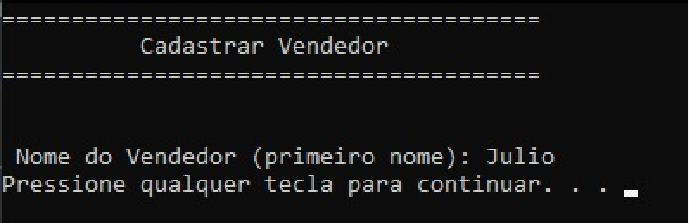 =======================================
Cadastrar Vendedor
=======================================
Nome do Vendedor (primeiro nome): Julio
Pressione qualquer tecla para continuar. . .